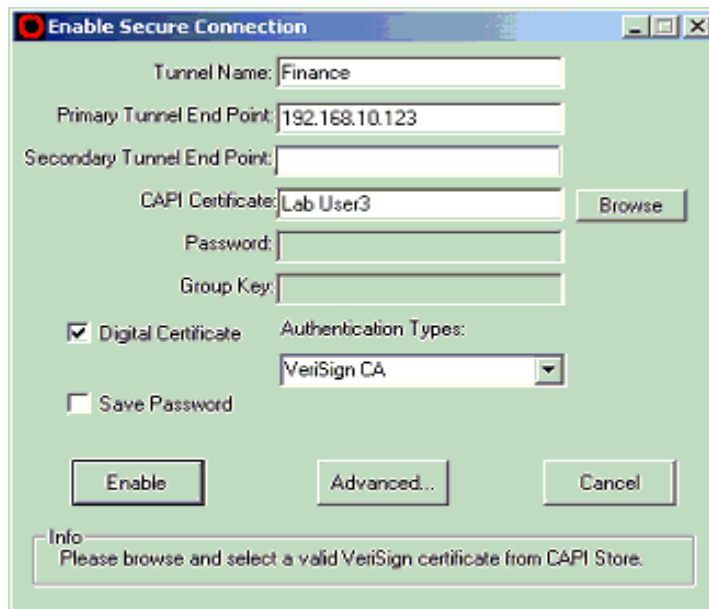 Enable Secure Connection
Tunnel Name: Finance
Primary Tunnel End Point: 192.168.10.123
Secondary Tunnel End Point:
CAPI Certificate: Lab User3 Browse
Password:
Group Key:
Digital Certificate Authentication Types:
VeriSign CA
Save Password
Enable Advanced... Cancel
Info
Please browse and select a valid VeriSign certificate from CAPI Store.